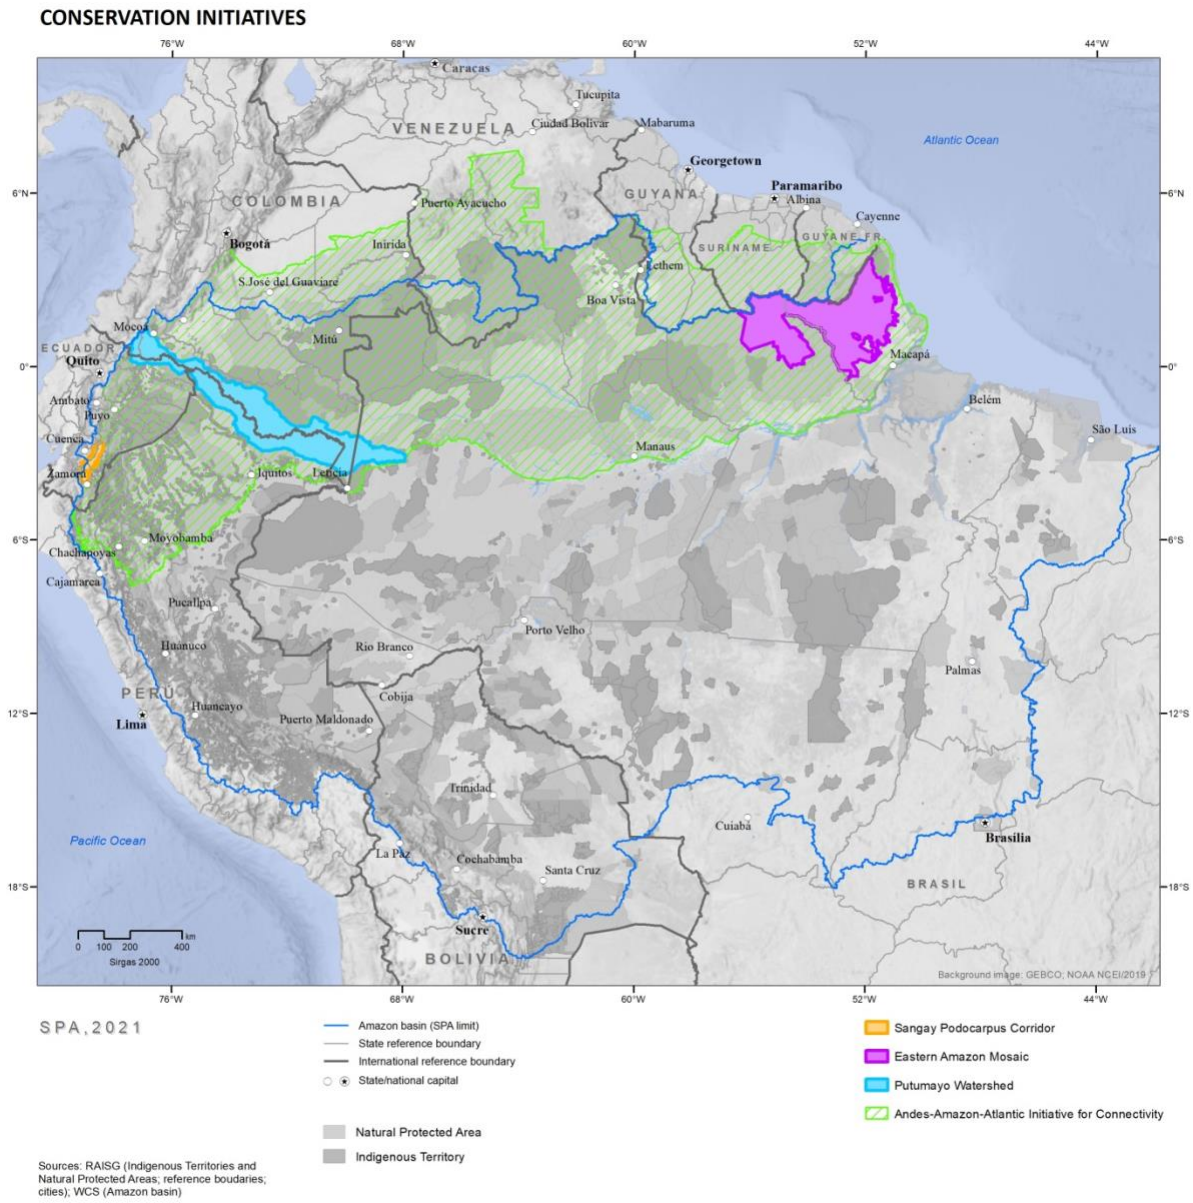 CONSERVATION INITIATIVES
76°W 68°W 60°W 52°W 44°W
Caracas
Tucupita
VENEZUELA
Ciudad Bolivar
Mabaruma
Atlantic Ocean
Georgetown
6°N
6°N
Paramaribo
COLOMBIA
Puerto Ayacucho
GUYANA
Albina
Cayenne
Bogotá
Inirida
SURINAME
GUYANE FR.
Lethem
S.José del Guaviare
Boa Vista
Mocoa
Mitú
ECUADOR
Quito
Macapá
0°
0°
Ambato
Puyo
Belém
Cuenca
Manaus
São Luis
Zamora
Iquitos
Leticia
6°S
6°S
Moyobamba
Chachapoyas
Cajamarca
Pucallpa
Porto Velho
Huanuco
Rio Branco
Palmas
PERÚ
Cobija
Huancayo
12°S
12°S
Lima
Puerto Maldonado
Trinidad
Cuiabá
Pacific Ocean
Brasilia
La Paz
Cochabamba
Santa Cruz
18°S
18°S
BRASIL
Sucre
km
0 100 200 400
Sirgas 2000
BOLIVIA
Background image: GEBCO; NOAA NCEI/2019
76°W 68°W 60°W 52°W 44°W
SPA,2021
Amazon basin (SPA limit)
State reference boundary
International reference boundary
State/national capital
Natural Protected Area
Indigenous Territory
Sangay Podocarpus Corridor
Eastern Amazon Mosaic
Putumayo Watershed
Andes-Amazon-Atlantic Initiative for Connectivity
Sources: RAISG (Indigenous Territories and
Natural Protected Areas; reference boudaries;
cities); WCS (Amazon basin)